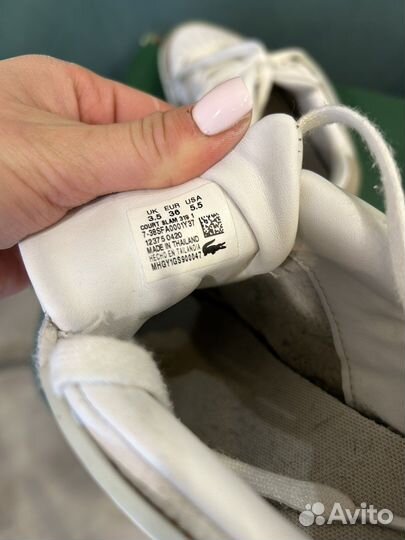 UK EUR USA
3.5 36 5.5
COURT SLAM 319 1
7-38SFA0001Y37
12375 0420
MADE IN THAILAND
HECHO EN TAILANDIA
MHGY1GS900047
Avito